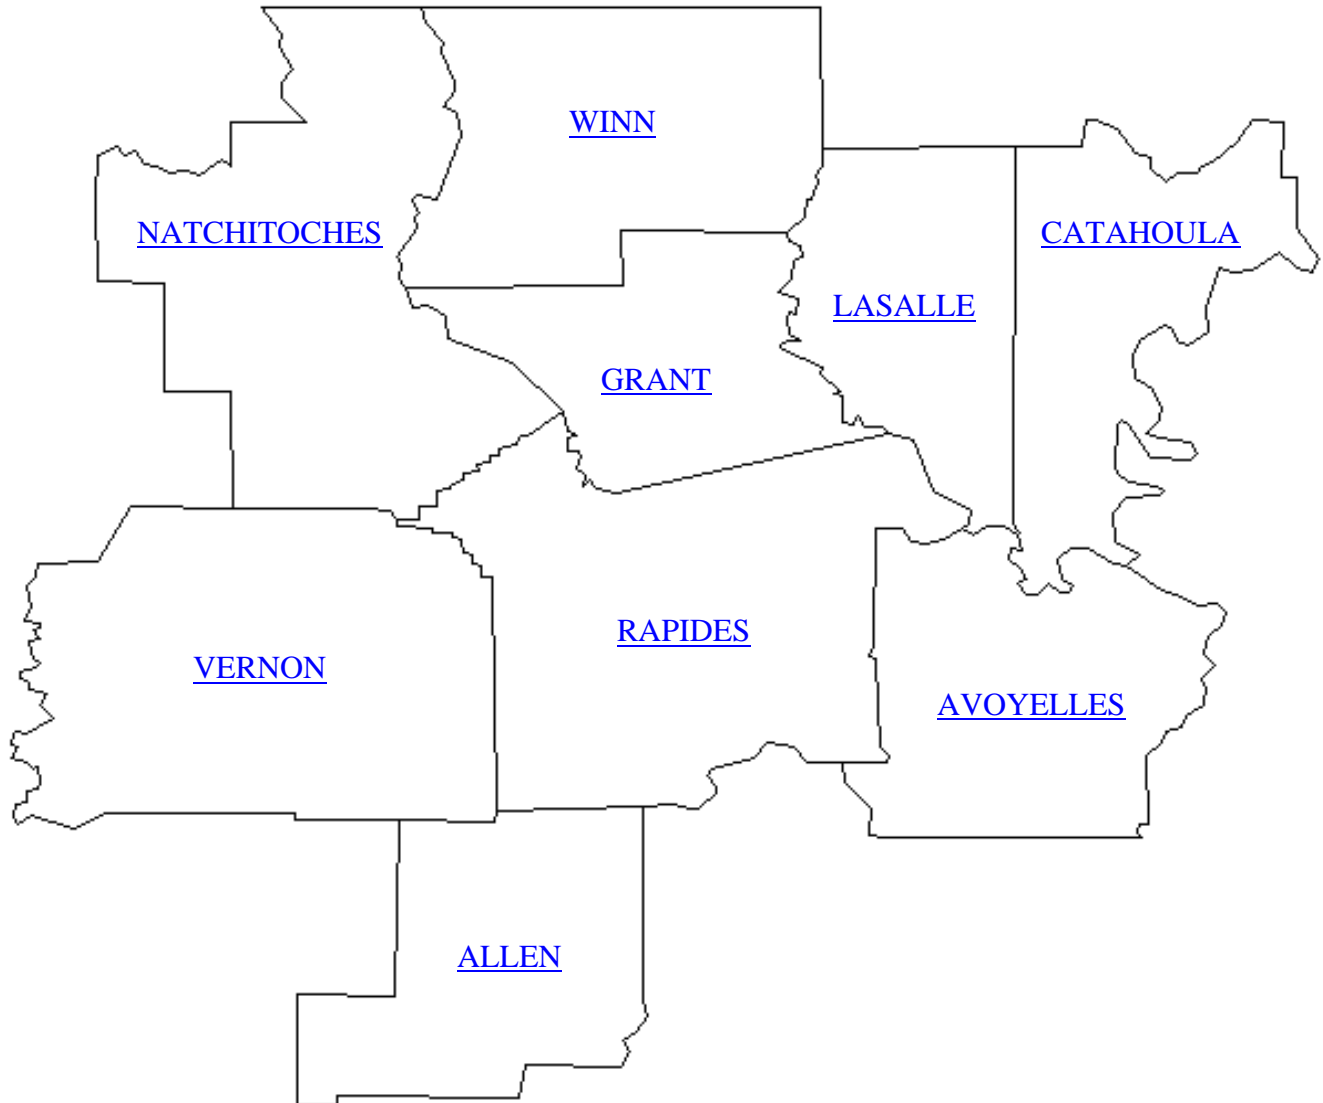 WINN
NATCHITOCHES
CATAHOULA
LASALLE
GRANT
RAPIDES
VERNON
AVOYELLES
ALLEN